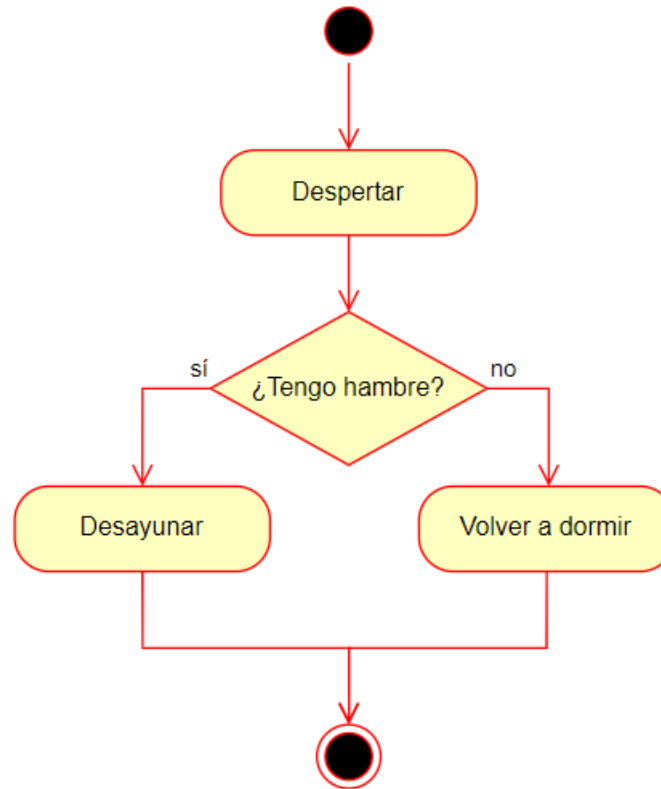 Despertar
¿Tengo hambre?
sí
no
Desayunar
Volver a dormir